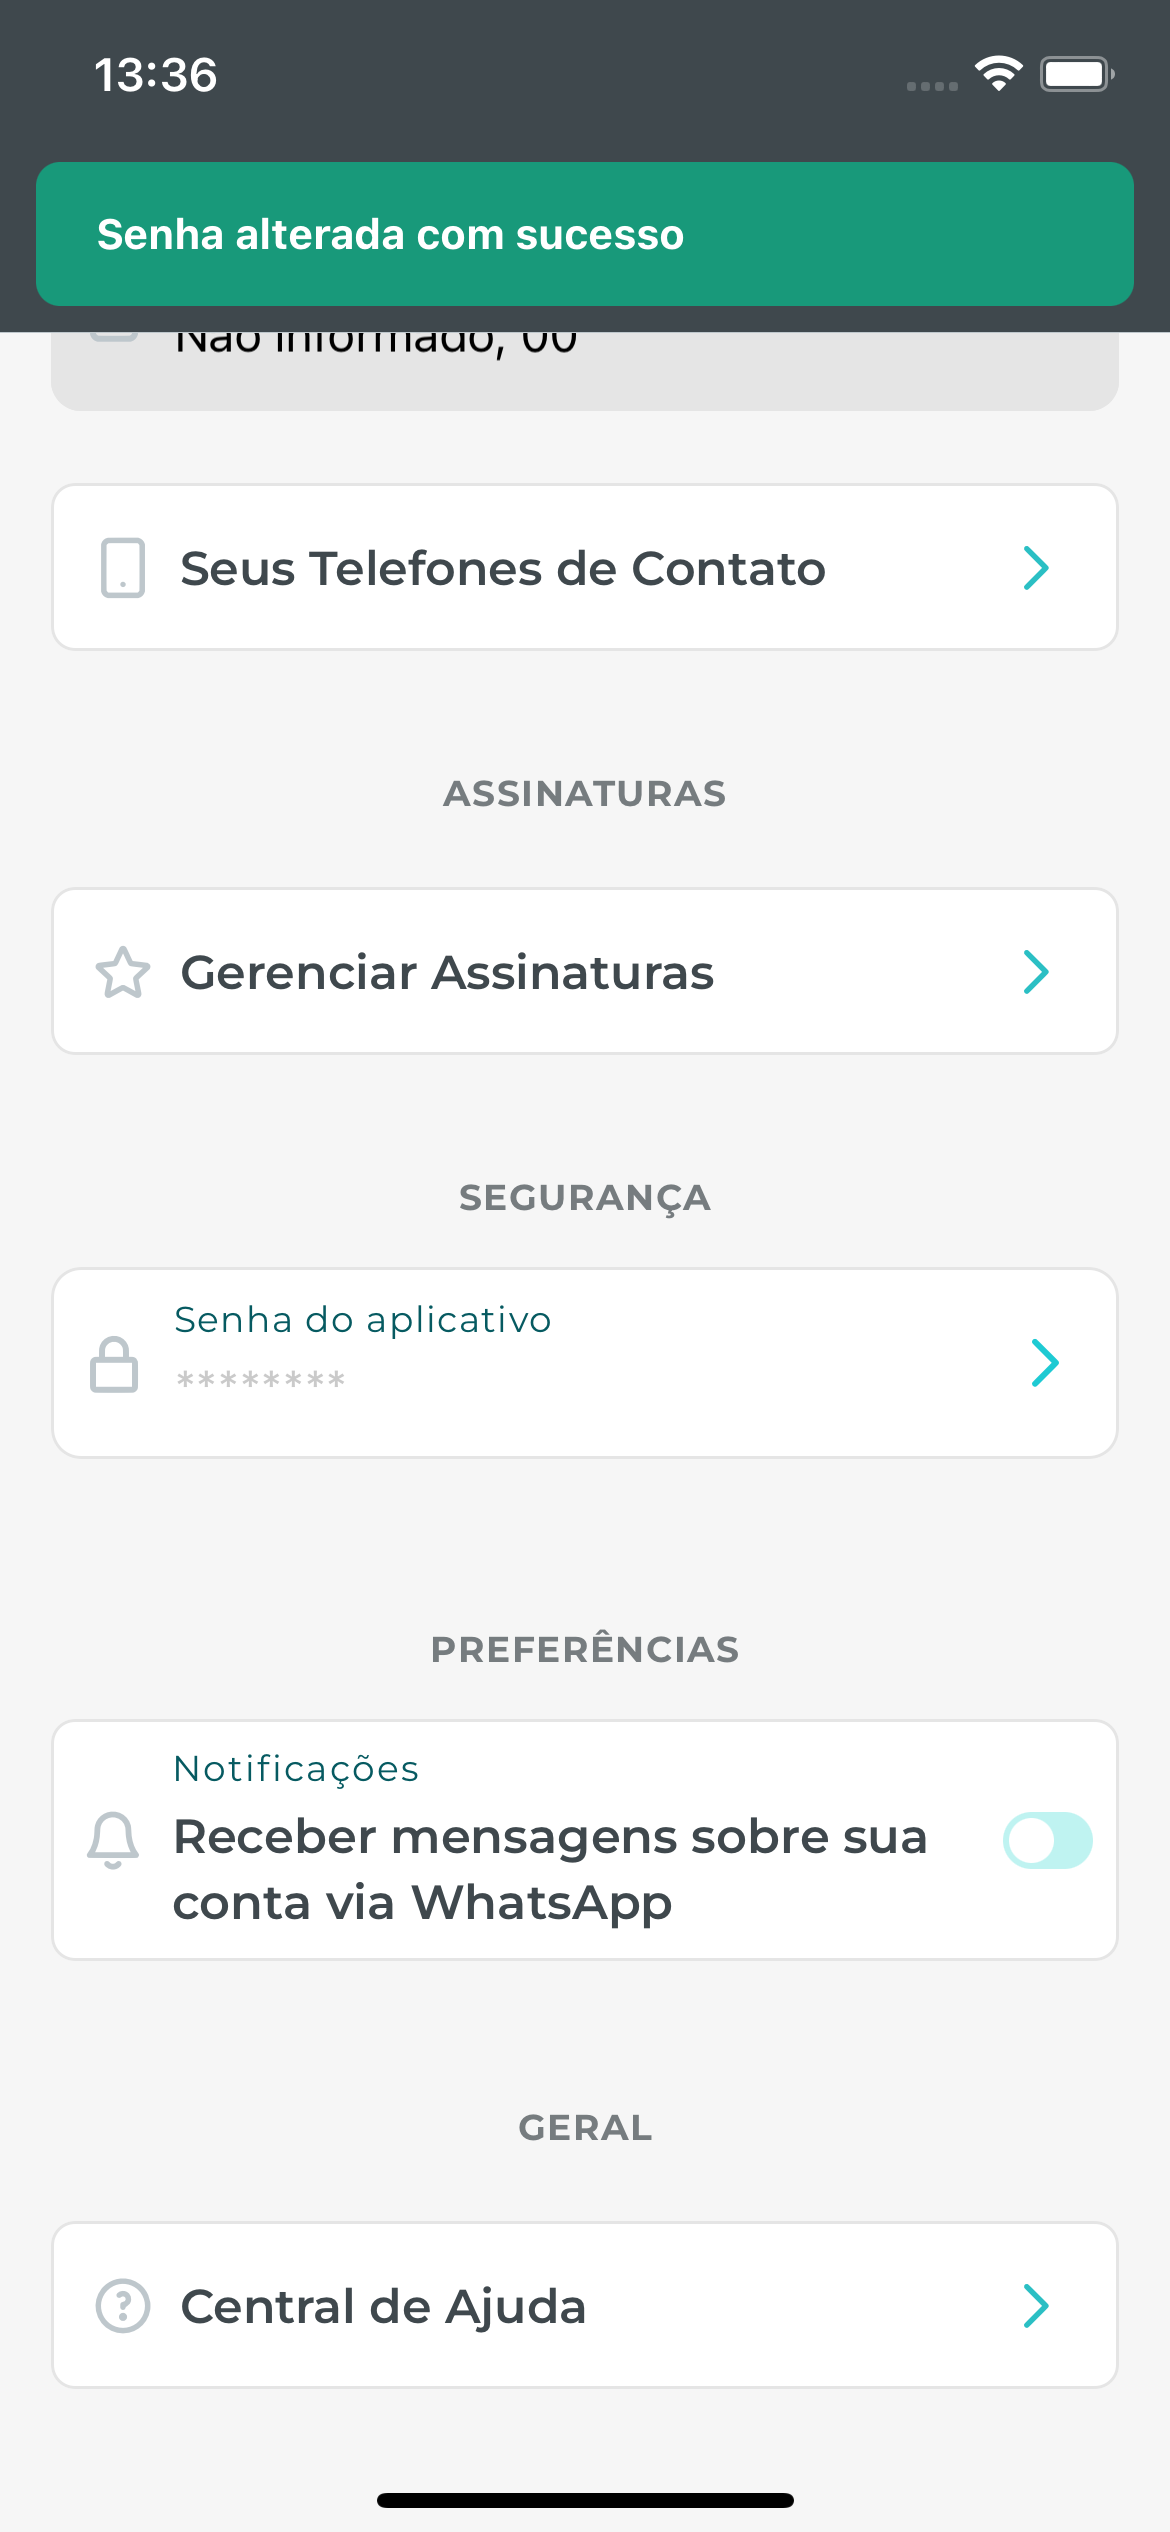 13:36
Senha alterada com sucesso
Não informado, 00
Seus Telefones de Contato
ASSINATURAS
Gerenciar Assinaturas
SEGURANÇA
Senha do aplicativo
********
PREFERÊNCIAS
Notificações
Receber mensagens sobre sua
conta via WhatsApp
GERAL
Central de Ajuda